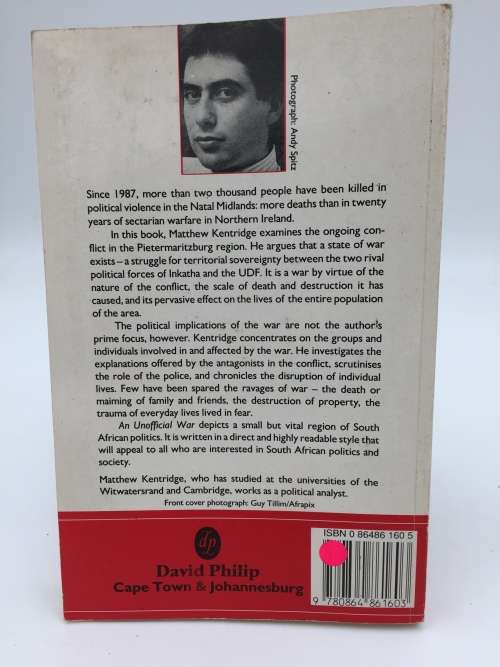 Photograph: Andy Spitz
Since 1987, more than two thousand people have been killed in
political violence in the Natal Midlands: more deaths than in twenty
years of sectarian warfare in Northern Ireland.
In this book, Matthew Kentridge examines the ongoing con-
flict in the Pietermaritzburg region. He argues that a state of war
exists – a struggle for territorial sovereignty between the two rival
political forces of Inkatha and the UDF. It is a war by virtue of the
nature of the conflict, the scale of death and destruction it has
caused, and its pervasive effect on the lives of the entire population
of the area.
The political implications of the war are not the author's
prime focus, however. Kentridge concentrates on the groups and
individuals involved in and affected by the war. He investigates the
explanations offered by the antagonists in the conflict, scrutinises
the role of the police, and chronicles the disruption of individual
lives. Few have been spared the ravages of war – the death or
maiming of family and friends, the destruction of property, the
trauma of everyday lives lived in fear.
An Unofficial War depicts a small but vital region of South
African politics. It is written in a direct and highly readable style that
will appeal to all who are interested in South African politics and
society.
Matthew Kentridge, who has studied at the universities of the
Witwatersrand and Cambridge, works as a political analyst.
Front cover photograph: Guy Tillim/Afrapix
dp
David Philip
Cape Town & Johannesburg
ISBN 0 86486 160 5
9 780864 861603